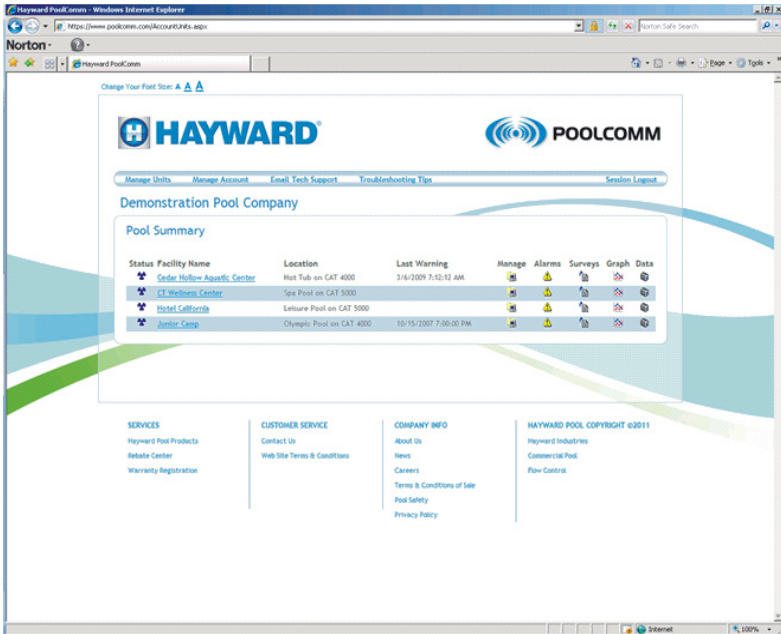 Hayward PoolComm - Windows Internet Explorer
https://www.poolcomm.com/AccountUnits.aspx
Norton Safe Search
Norton
Hayward PoolComm
Page Tools
Change Your Font Size: A A A
H HAYWARD®
POOLCOMM
Manage Units Manage Account Email Tech Support Troubleshooting Tips Session Logout
Demonstration Pool Company
Pool Summary
Status Facility Name Location Last Warning Manage Alarms Surveys Graph Data
Cedar Hollow Aquatic Center Hot Tub on CAT 4000 3/6/2009 7:12:12 AM
CT Wellness Center Spa Pool on CAT 5000
Hotel California Leisure Pool on CAT 5000
Junior Camp Olympic Pool on CAT 4000 10/15/2007 7:00:00 PM
SERVICES
Hayward Pool Products
Rebate Center
Warranty Registration
CUSTOMER SERVICE
Contact Us
Web Site Terms & Conditions
COMPANY INFO
About Us
News
Careers
Terms & Conditions of Sale
Pool Safety
Privacy Policy
HAYWARD POOL COPYRIGHT ©2011
Hayward Industries
Commercial Pool
Flow Control
Internet
100%